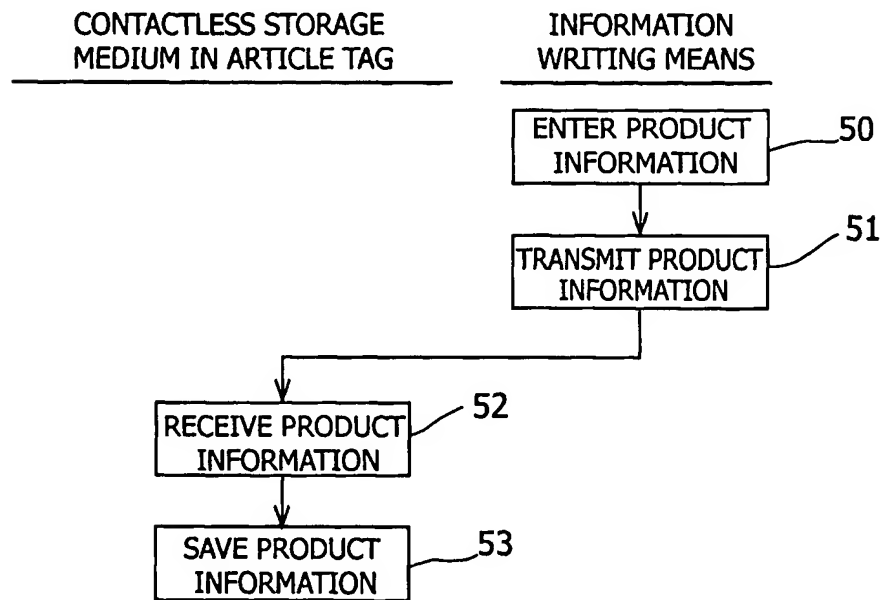 CONTACTLESS STORAGE
MEDIUM IN ARTICLE TAG
INFORMATION
WRITING MEANS
ENTER PRODUCT
INFORMATION
50
TRANSMIT PRODUCT
INFORMATION
51
RECEIVE PRODUCT
INFORMATION
52
SAVE PRODUCT
INFORMATION
53